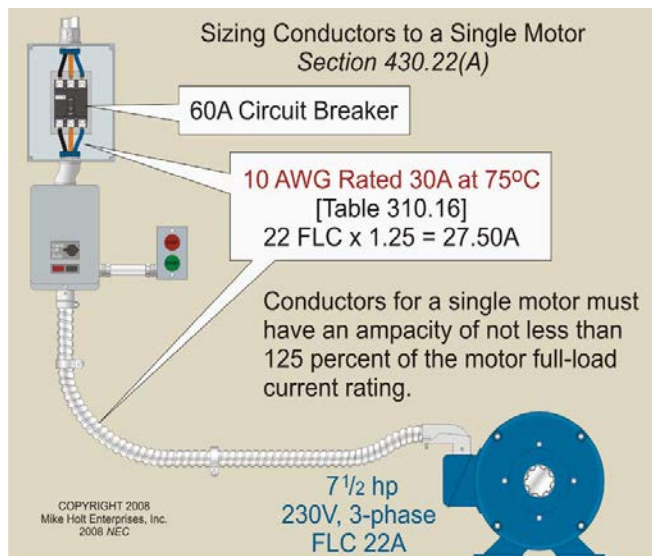 Sizing Conductors to a Single Motor
Section 430.22(A)
60A Circuit Breaker
10 AWG Rated 30A at 75ºC
[Table 310.16]
22 FLC x 1.25 = 27.50A
Conductors for a single motor must
have an ampacity of not less than
125 percent of the motor full-load
current rating.
7 1/2 hp
230V, 3-phase
FLC 22A
COPYRIGHT 2008
Mike Holt Enterprises, Inc.
2008 NEC